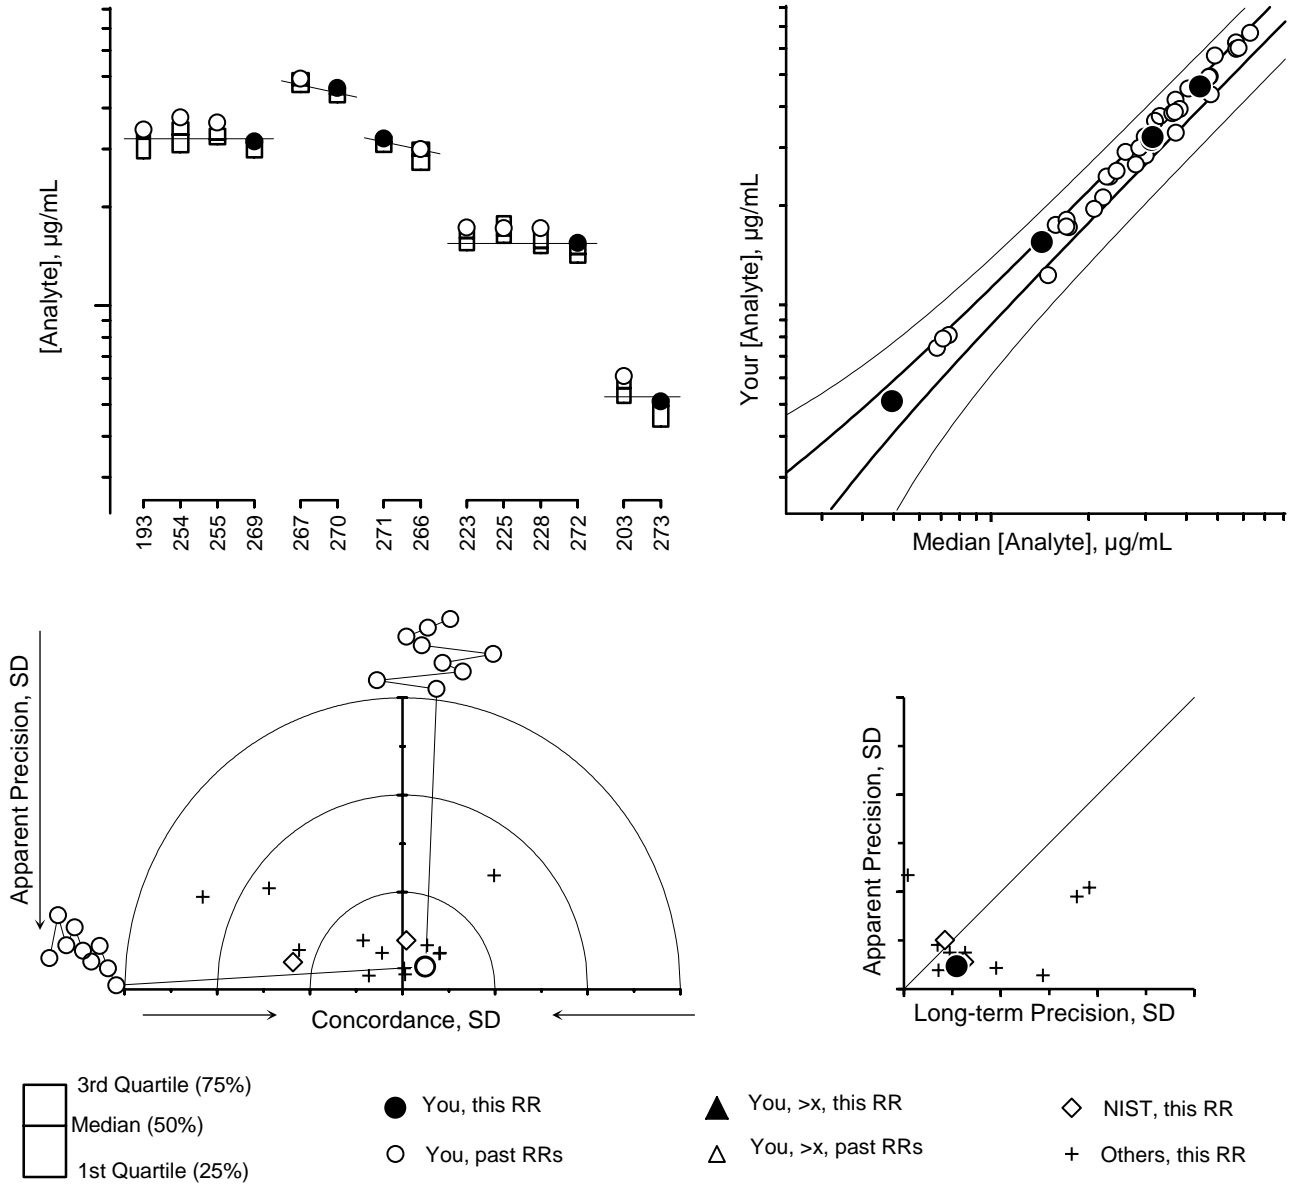 [Analyte], µg/mL
193
254
255
269
267
270
271
266
223
225
228
272
203
273
Your [Analyte], µg/mL
Median [Analyte], µg/mL
Apparent Precision, SD
Concordance, SD
Apparent Precision, SD
Long-term Precision, SD
3rd Quartile (75%)
Median (50%)
1st Quartile (25%)
You, this RR
You, past RRs
You, >x, this RR
You, >x, past RRs
NIST, this RR
Others, this RR